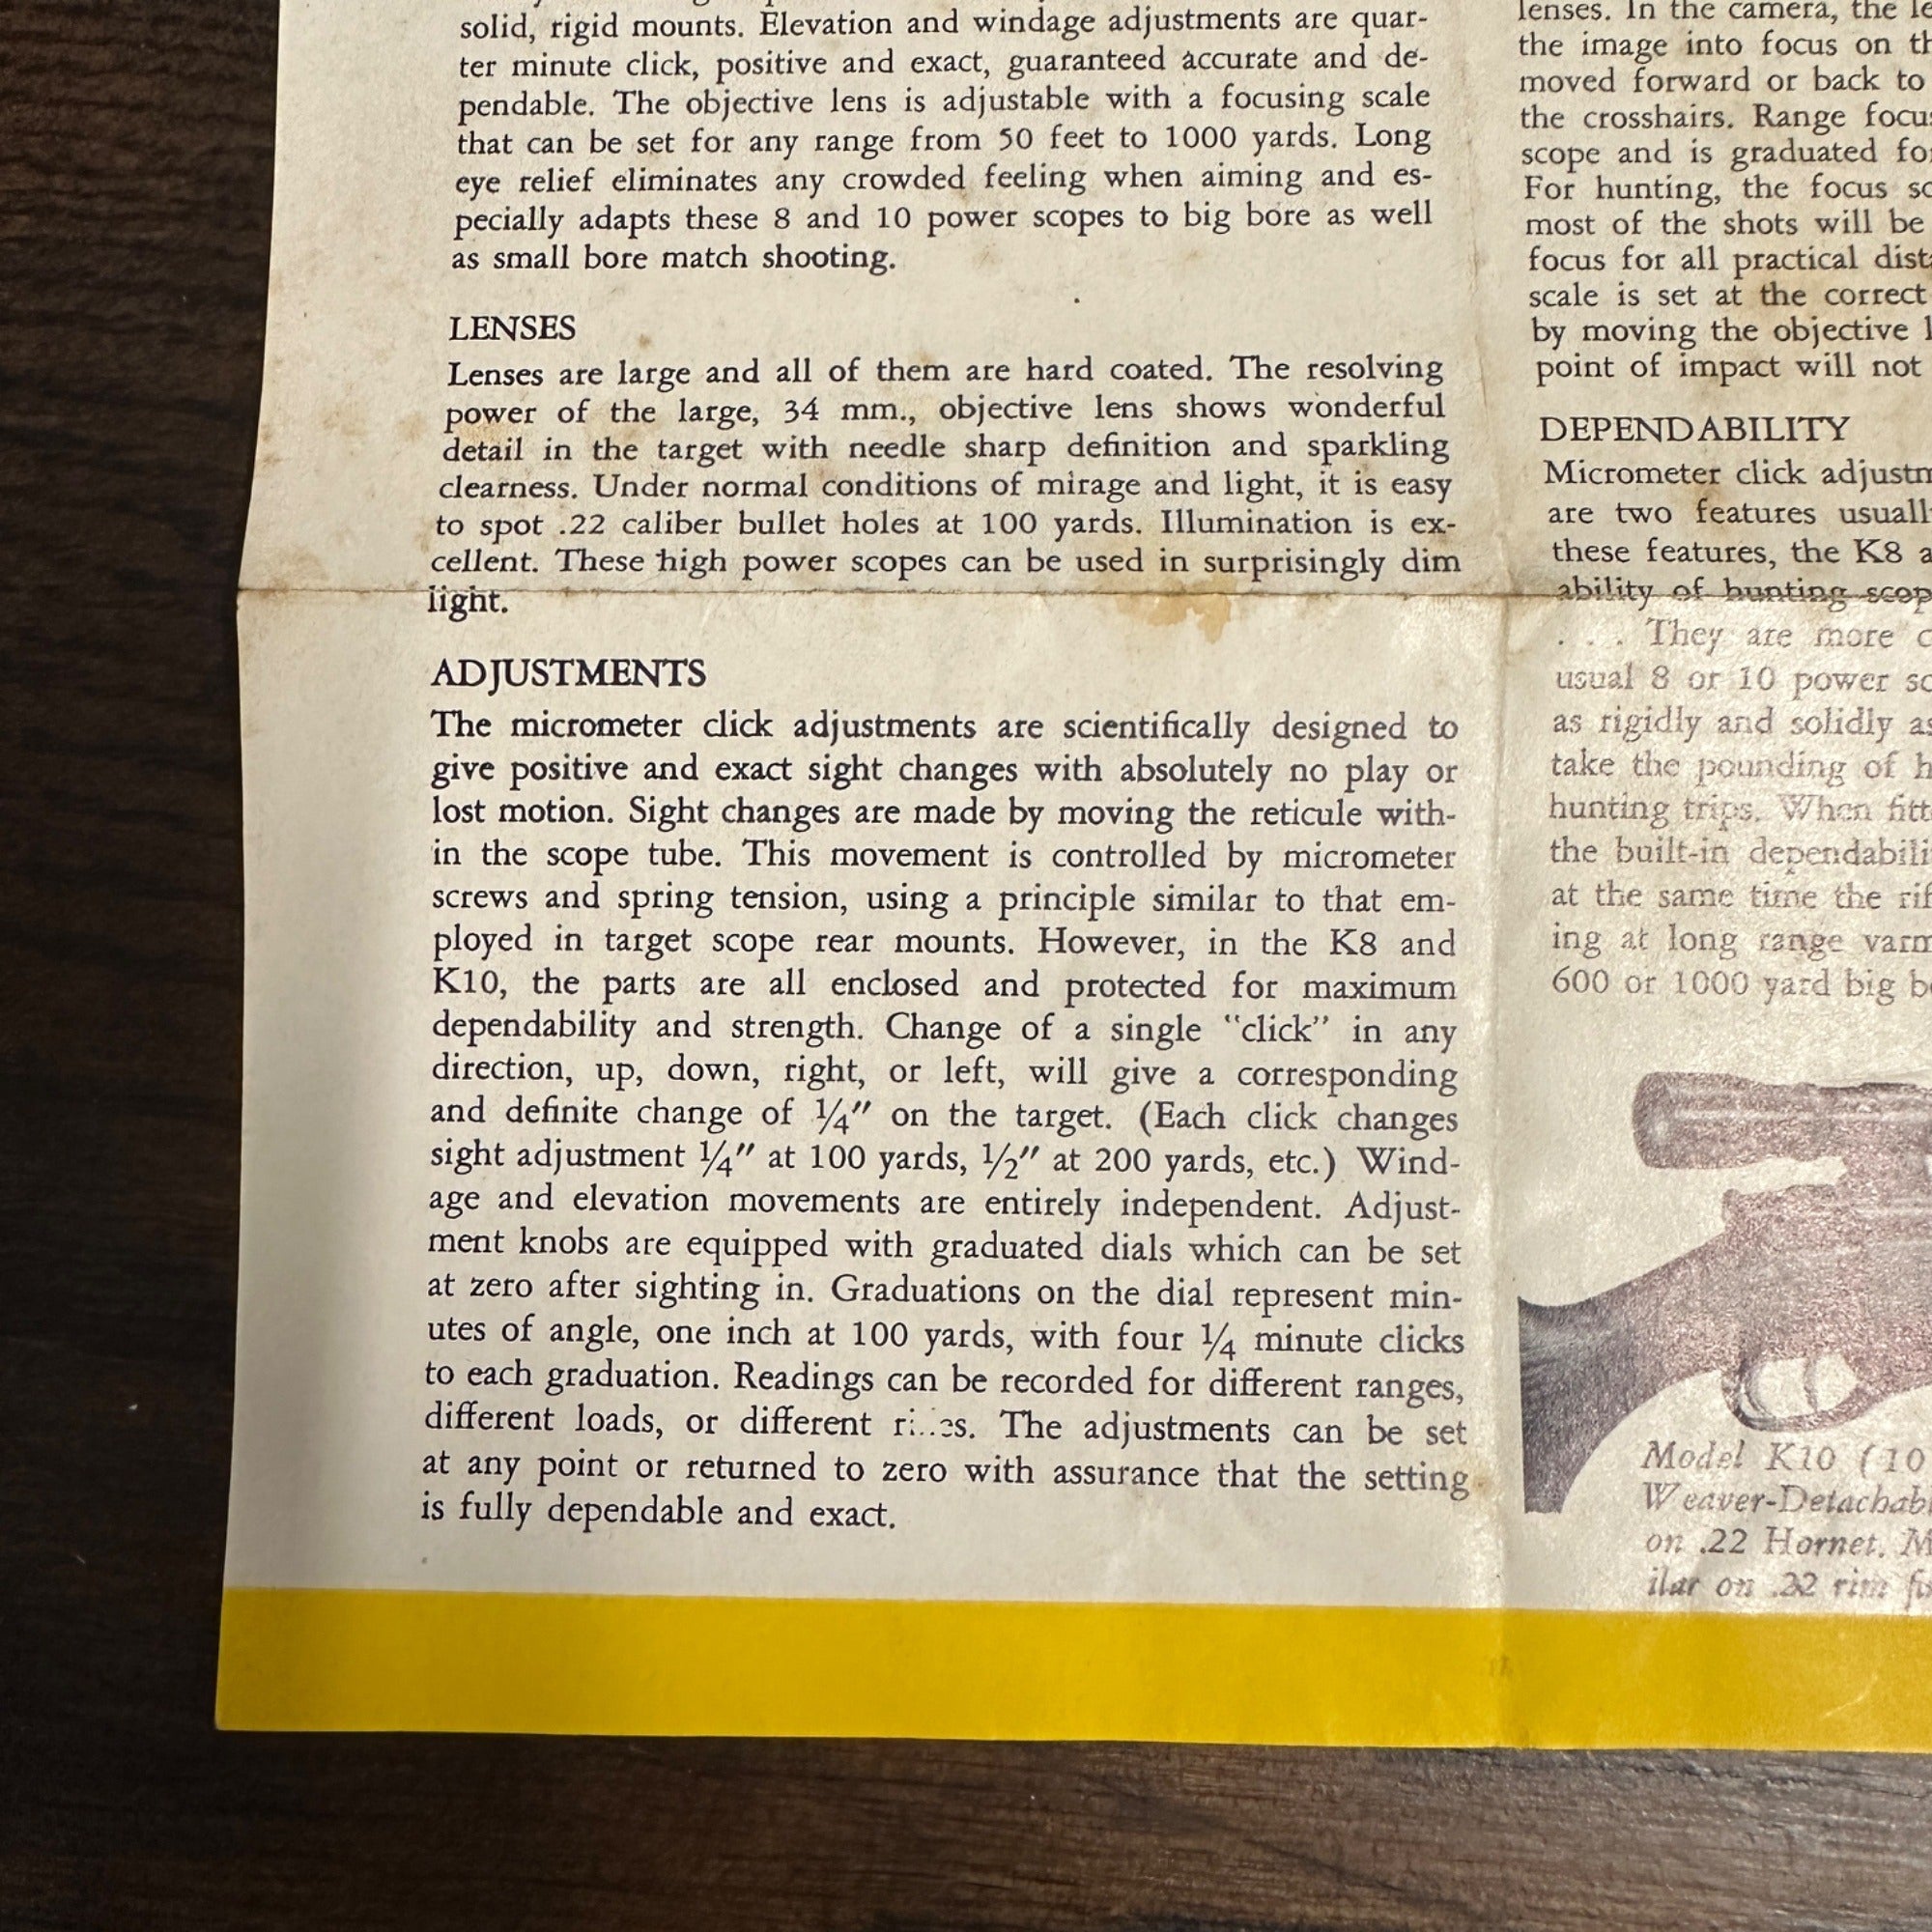 solid, rigid mounts. Elevation and windage adjustments are quar-
ter minute click, positive and exact, guaranteed accurate and de-
pendable. The objective lens is adjustable with a focusing scale
that can be set for any range from 50 feet to 1000 yards. Long
eye relief eliminates any crowded feeling when aiming and es-
pecially adapts these 8 and 10 power scopes to big bore as well
as small bore match shooting.
LENSES
Lenses are large and all of them are hard coated. The resolving
power of the large, 34 mm., objective lens shows wonderful
detail in the target with needle sharp definition and sparkling
clearness. Under normal conditions of mirage and light, it is easy
to spot .22 caliber bullet holes at 100 yards. Illumination is ex-
cellent. These high power scopes can be used in surprisingly dim
light.
ADJUSTMENTS
The micrometer click adjustments are scientifically designed to
give positive and exact sight changes with absolutely no play or
lost motion. Sight changes are made by moving the reticule with-
in the scope tube. This movement is controlled by micrometer
screws and spring tension, using a principle similar to that em-
ployed in target scope rear mounts. However, in the K8 and
K10, the parts are all enclosed and protected for maximum
dependability and strength. Change of a single "click" in any
direction, up, down, right, or left, will give a corresponding
and definite change of ¼" on the target. (Each click changes
sight adjustment ¼" at 100 yards, ½" at 200 yards, etc.) Wind-
age and elevation movements are entirely independent. Adjust-
ment knobs are equipped with graduated dials which can be set
at zero after sighting in. Graduations on the dial represent min-
utes of angle, one inch at 100 yards, with four ¼ minute clicks
to each graduation. Readings can be recorded for different ranges,
different loads, or different The adjustments can be set
at any point or returned to zero with assurance that the setting
is fully dependable and exact.
lenses. In the camera, the
the image into focus on
moved forward or back to
the crosshairs. Range
scope and is graduated
For hunting, the focus
most of the shots will be
focus for all practical
scale is set at the correct
by moving the objective
point of impact will not
DEPENDABILITY
Micrometer click
are two features
these features, the K8
ability of hunting
. . . They are more
usual 8 or 10 power
as rigidly and solidly
take the pounding of
hunting trips. When
the built-in
at the same time the
ing at long range
600 or 1000 yard big
Model K10 (10
on .22 Hornet.
ilar on .22 rim